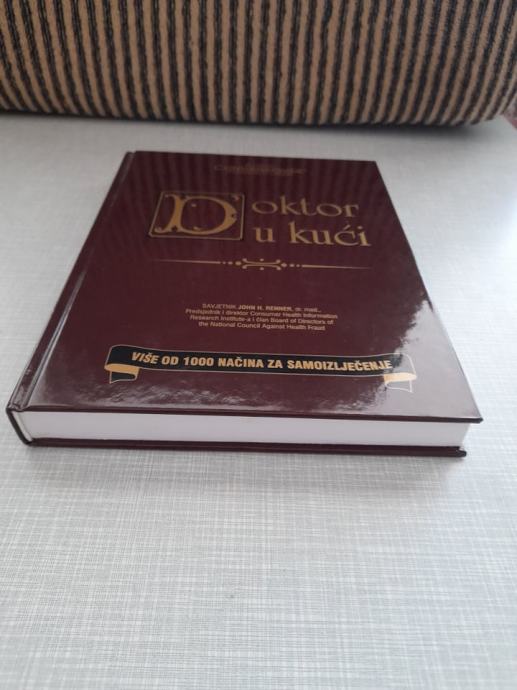 Doktor
u kući
SAVJETNIK JOHN H. RENNER, dr. med.,
Predsjednik i direktor Consumer Health Information
Research Institute-a i član Board of Directors of
the National Council Against Health Fraud
VIŠE OD 1000 NAČINA ZA SAMOIZLJEČENJE